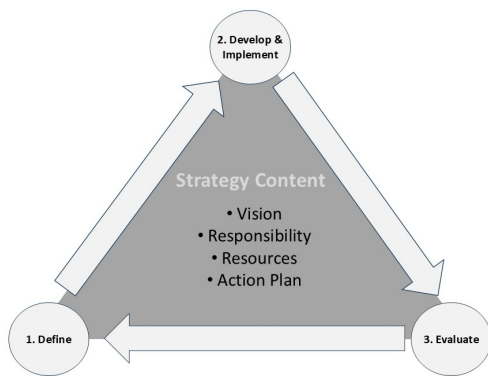 2. Develop &
Implement
Strategy Content
• Vision
• Responsibility
• Resources
• Action Plan
1. Define
3. Evaluate